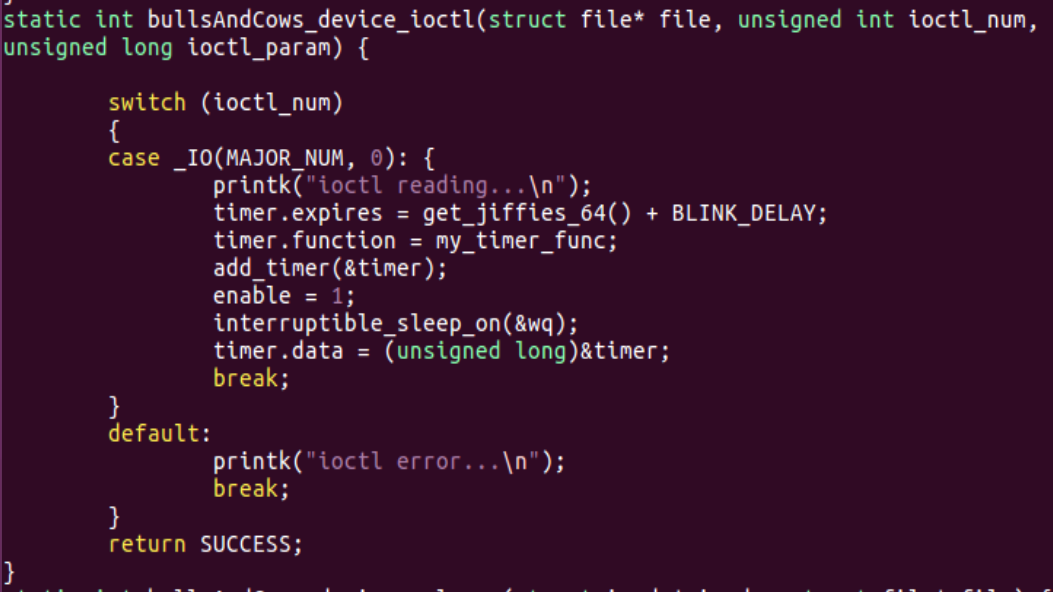 static int bullsAndCows_device_ioctl(struct file* file, unsigned int ioctl_num,
unsigned long ioctl_param) {
switch (ioctl_num)
{
case _IO(MAJOR_NUM, 0): {
printk("ioctl reading...\n");
timer.expires = get_jiffies_64() + BLINK_DELAY;
timer.function = my_timer_func;
add_timer(&timer);
enable = 1;
interruptible_sleep_on(&wq);
timer.data = (unsigned long)&timer;
break;
}
default:
printk("ioctl error...\n");
break;
}
return SUCCESS;
}